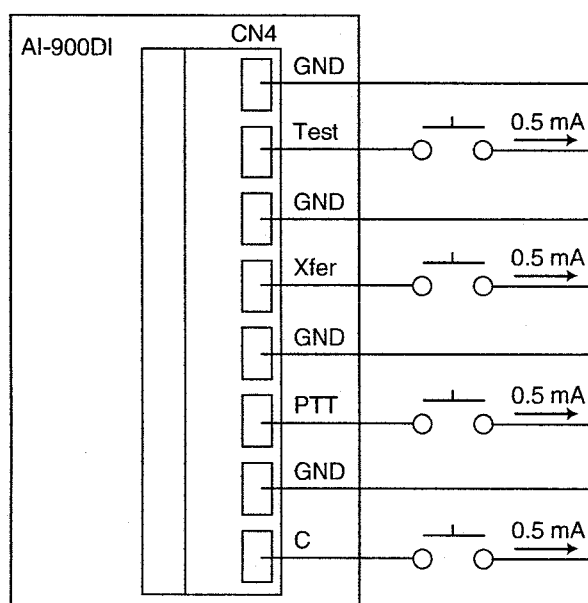 CN4
AI-900DI
GND
Test 0.5 mA
GND
Xfer 0.5 mA
GND
PTT 0.5 mA
GND
C 0.5 mA